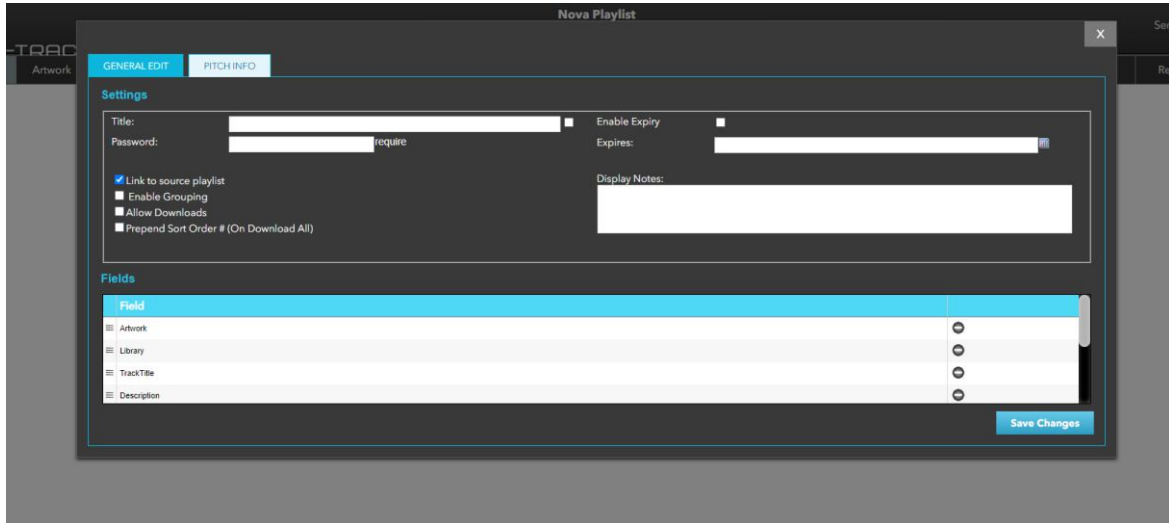 Nova Playlist
Ser
X
-TRAC
Artwork
Re
GENERAL EDIT
PITCH INFO
Settings
Title:
Enable Expiry
Password:
require
Expires:
Link to source playlist
Display Notes:
Enable Grouping
Allow Downloads
Prepend Sort Order # (On Download All)
Fields
Field
Artwork
Library
TrackTitle
Description
Save Changes